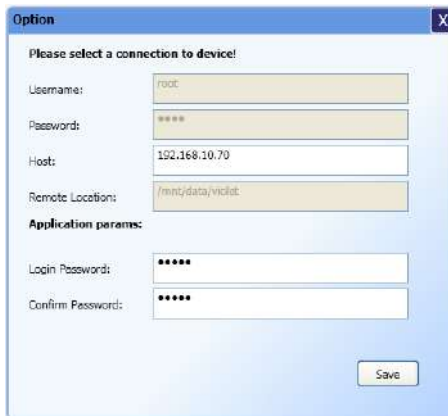 Option
X
Please select a connection to device!
Username:
root
Password:
****
Host:
192.168.10.70
Remote Location:
/mnt/data/violet
Application params:
Login Password:
•••••
Confirm Password:
•••••
Save